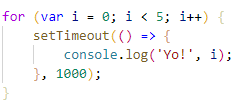 for (var i = 0; i < 5; i++) {
    setTimeout(() => {
        console.log('Yo!', i);
    }, 1000);
}